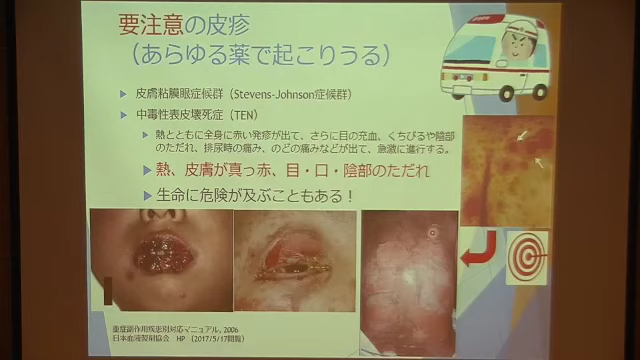 要注意の皮疹
（あらゆる薬で起こりうる）
皮膚粘膜眼症候群（Stevens-Johnson症候群）
中毒性表皮壊死症（TEN）
熱とともに全身に赤い発疹が出て、さらに目の充血、くちびるや陰部
のただれ、排尿時の痛み、のどの痛みなどが出て、急激に進行する。
熱、皮膚が真っ赤、目・口・陰部のただれ
生命に危険が及ぶこともある！
重篤副作用疾患別対応マニュアル, 2006
日本血液製剤協会　HP （2017/5/17閲覧）